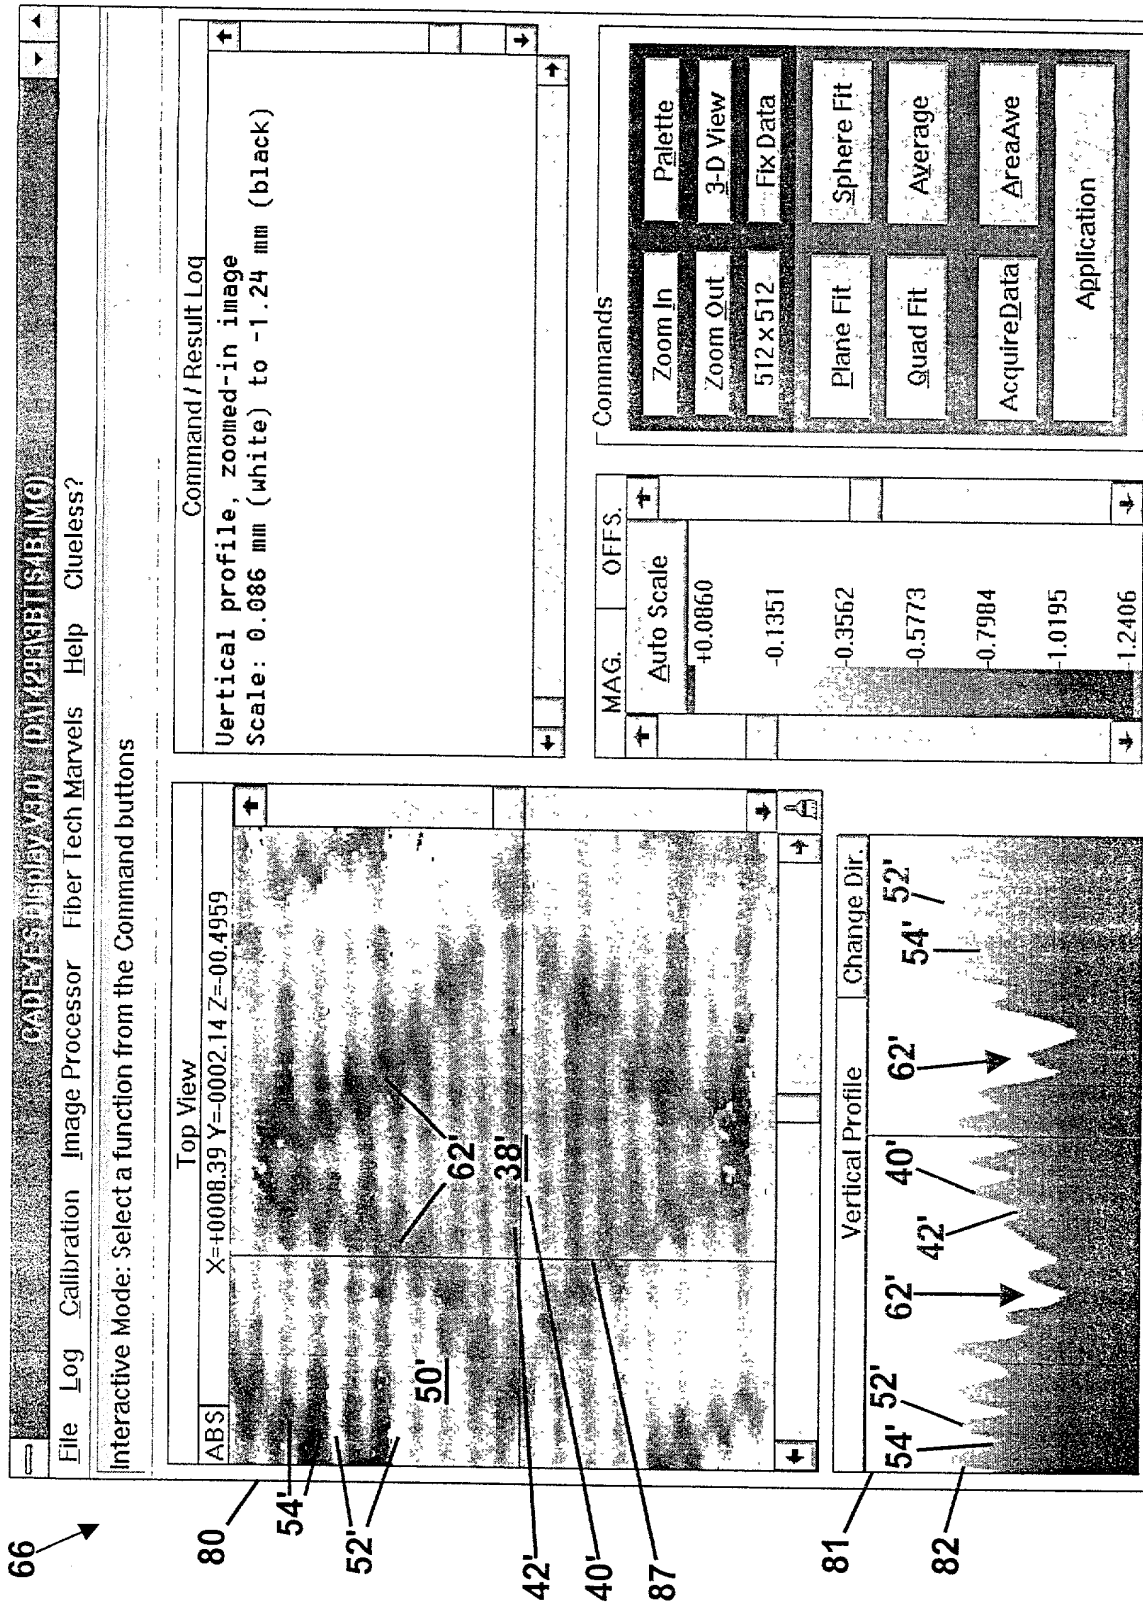 66
CADEYES Display V3.01
File Log Calibration Image Processor Fiber Tech Marvels Help Clueless?
Interactive Mode: Select a function from the Command buttons
80
Top View
ABS X=+0008.39 Y=-0002.14 Z=-00.4959
54'
52'
50'
62'
38'
42'
40'
87
Command / Result Log
Vertical profile, zoomed-in image
Scale: 0.086 mm (white) to -1.24 mm (black)
81
82
Vertical Profile Change Dir.
54' 52' 62' 42' 40' 62' 54' 52'
MAG. OFFS.
Auto Scale
+0.0860
-0.1351
-0.3562
-0.5773
-0.7984
-1.0195
-1.2406
Commands
Zoom In Palette
Zoom Out 3-D View
512 x 512 Fix Data
Plane Fit Sphere Fit
Quad Fit Average
AcquireData AreaAve
Application